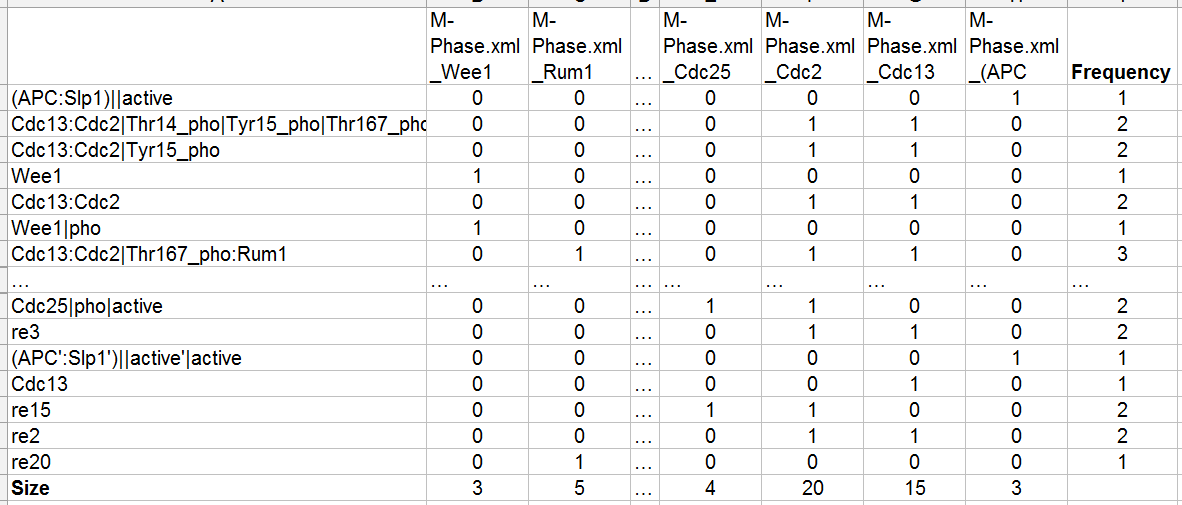 M-Phase.xml_Wee1 M-Phase.xml_Rum1 ... M-Phase.xml_Cdc25 M-Phase.xml_Cdc2 M-Phase.xml_Cdc13 M-Phase.xml_(APC Frequency
(APC:Slp1)||active 0 0 ... 0 0 0 1 1
Cdc13:Cdc2|Thr14_pho|Tyr15_pho|Thr167_pho 0 0 ... 0 1 1 0 2
Cdc13:Cdc2|Tyr15_pho 0 0 ... 0 1 1 0 2
Wee1 1 0 ... 0 0 0 0 1
Cdc13:Cdc2 0 0 ... 0 1 1 0 2
Wee1|pho 1 0 ... 0 0 0 0 1
Cdc13:Cdc2|Thr167_pho:Rum1 0 1 ... 0 1 1 0 3
... ... ... ... ... ... ... ... ...
Cdc25|pho|active 0 0 ... 1 1 0 0 2
re3 0 0 ... 0 1 1 0 2
(APC':Slp1')||active'|active 0 0 ... 0 0 0 1 1
Cdc13 0 0 ... 0 0 1 0 1
re15 0 0 ... 1 1 0 0 2
re2 0 0 ... 0 1 1 0 2
re20 0 1 ... 0 0 0 0 1
Size 3 5 ... 4 20 15 3